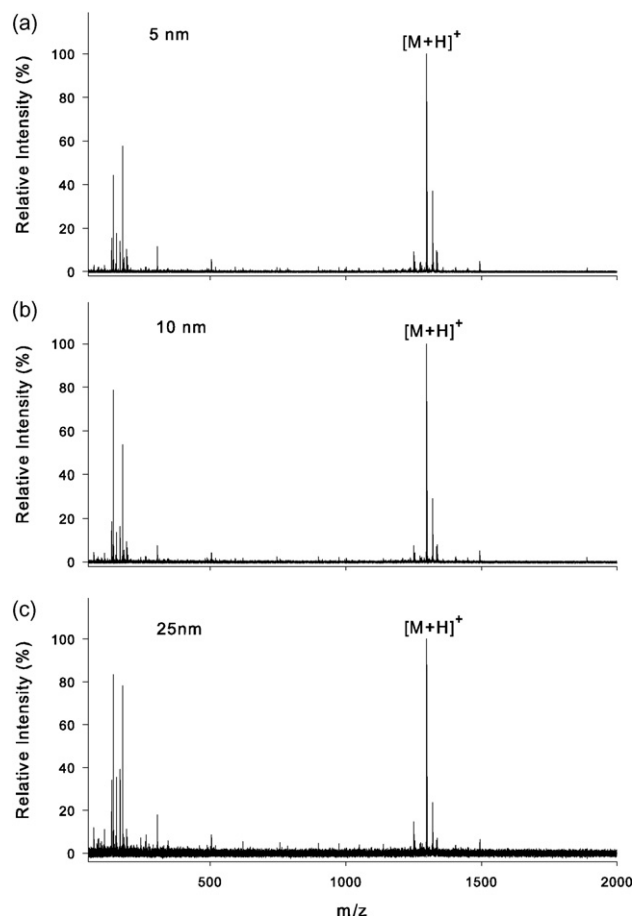 (a)
5 nm
[M+H]+
Relative Intensity (%)
100
80
60
40
20
0
(b)
10 nm
[M+H]+
Relative Intensity (%)
100
80
60
40
20
0
(c)
25nm
[M+H]+
Relative Intensity (%)
100
80
60
40
20
0
500 1000 1500 2000
m/z